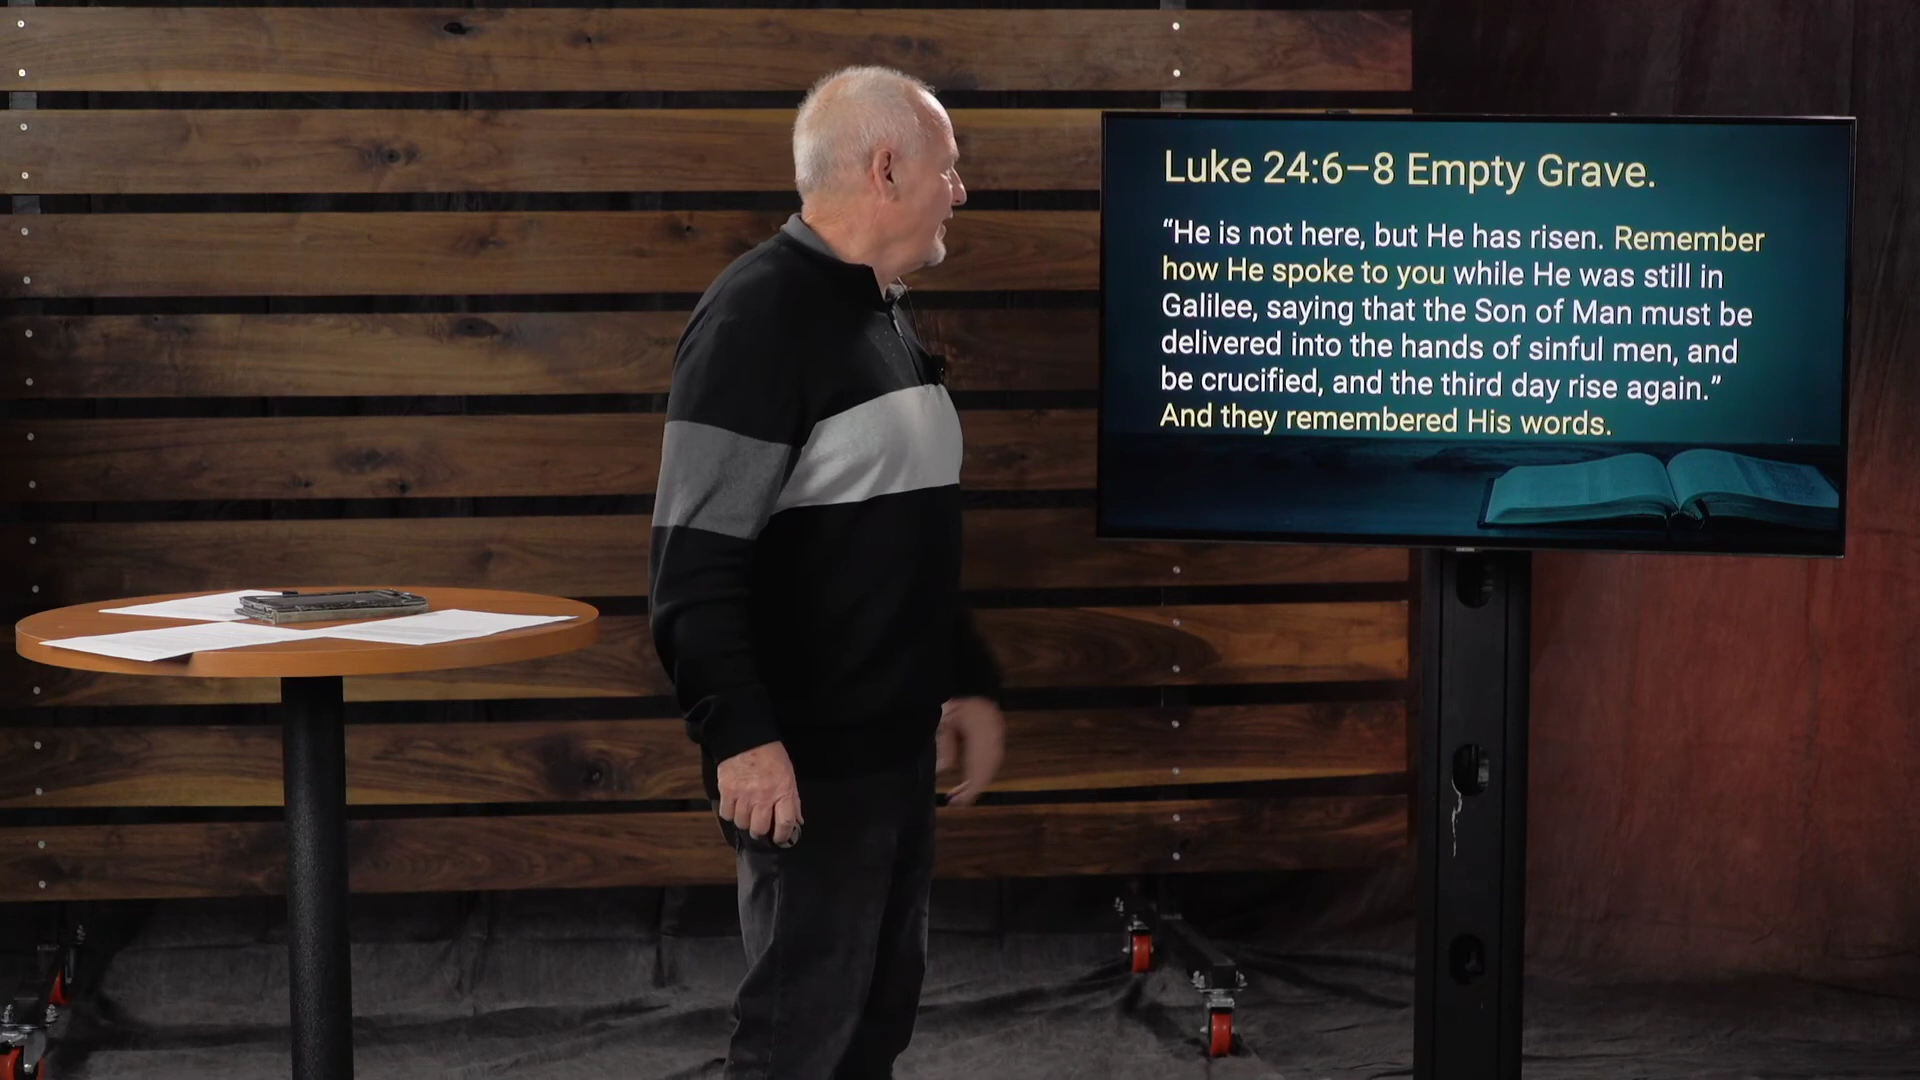 Luke 24:6–8 Empty Grave.
“He is not here, but He has risen. Remember
how He spoke to you while He was still in
Galilee, saying that the Son of Man must be
delivered into the hands of sinful men, and
be crucified, and the third day rise again.”
And they remembered His words.